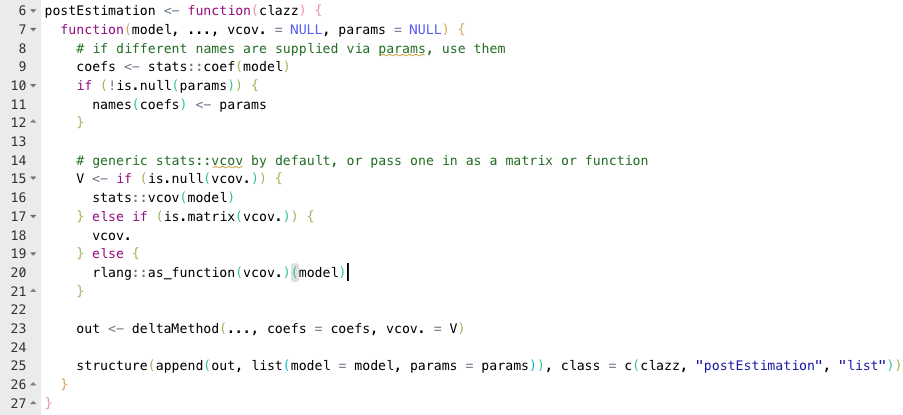 6 postEstimation <- function(clazz) {
7 function(model, ..., vcov. = NULL, params = NULL) {
8 # if different names are supplied via params, use them
9 coefs <- stats::coef(model)
10 if (!is.null(params)) {
11 names(coefs) <- params
12 }
13
14 # generic stats::vcov by default, or pass one in as a matrix or function
15 V <- if (is.null(vcov.)) {
16 stats::vcov(model)
17 } else if (is.matrix(vcov.)) {
18 vcov.
19 } else {
20 rlang::as_function(vcov.)(model)
21 }
22
23 out <- deltaMethod(..., coefs = coefs, vcov. = V)
24
25 structure(append(out, list(model = model, params = params)), class = c(clazz, "postEstimation", "list"))
26 }
27 }